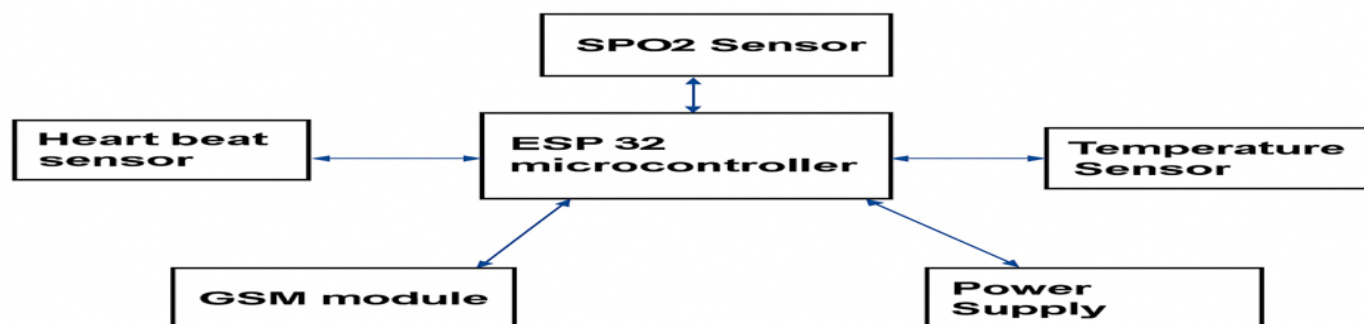 SPO2 Sensor
Heart beat
sensor
ESP 32
microcontroller
Temperature
Sensor
GSM module
Power
Supply